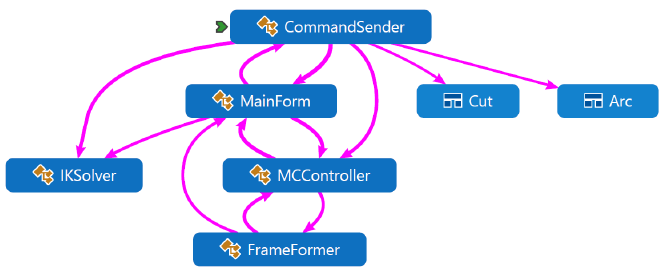 CommandSender
MainForm
Cut
Arc
IKSolver
MCController
FrameFormer